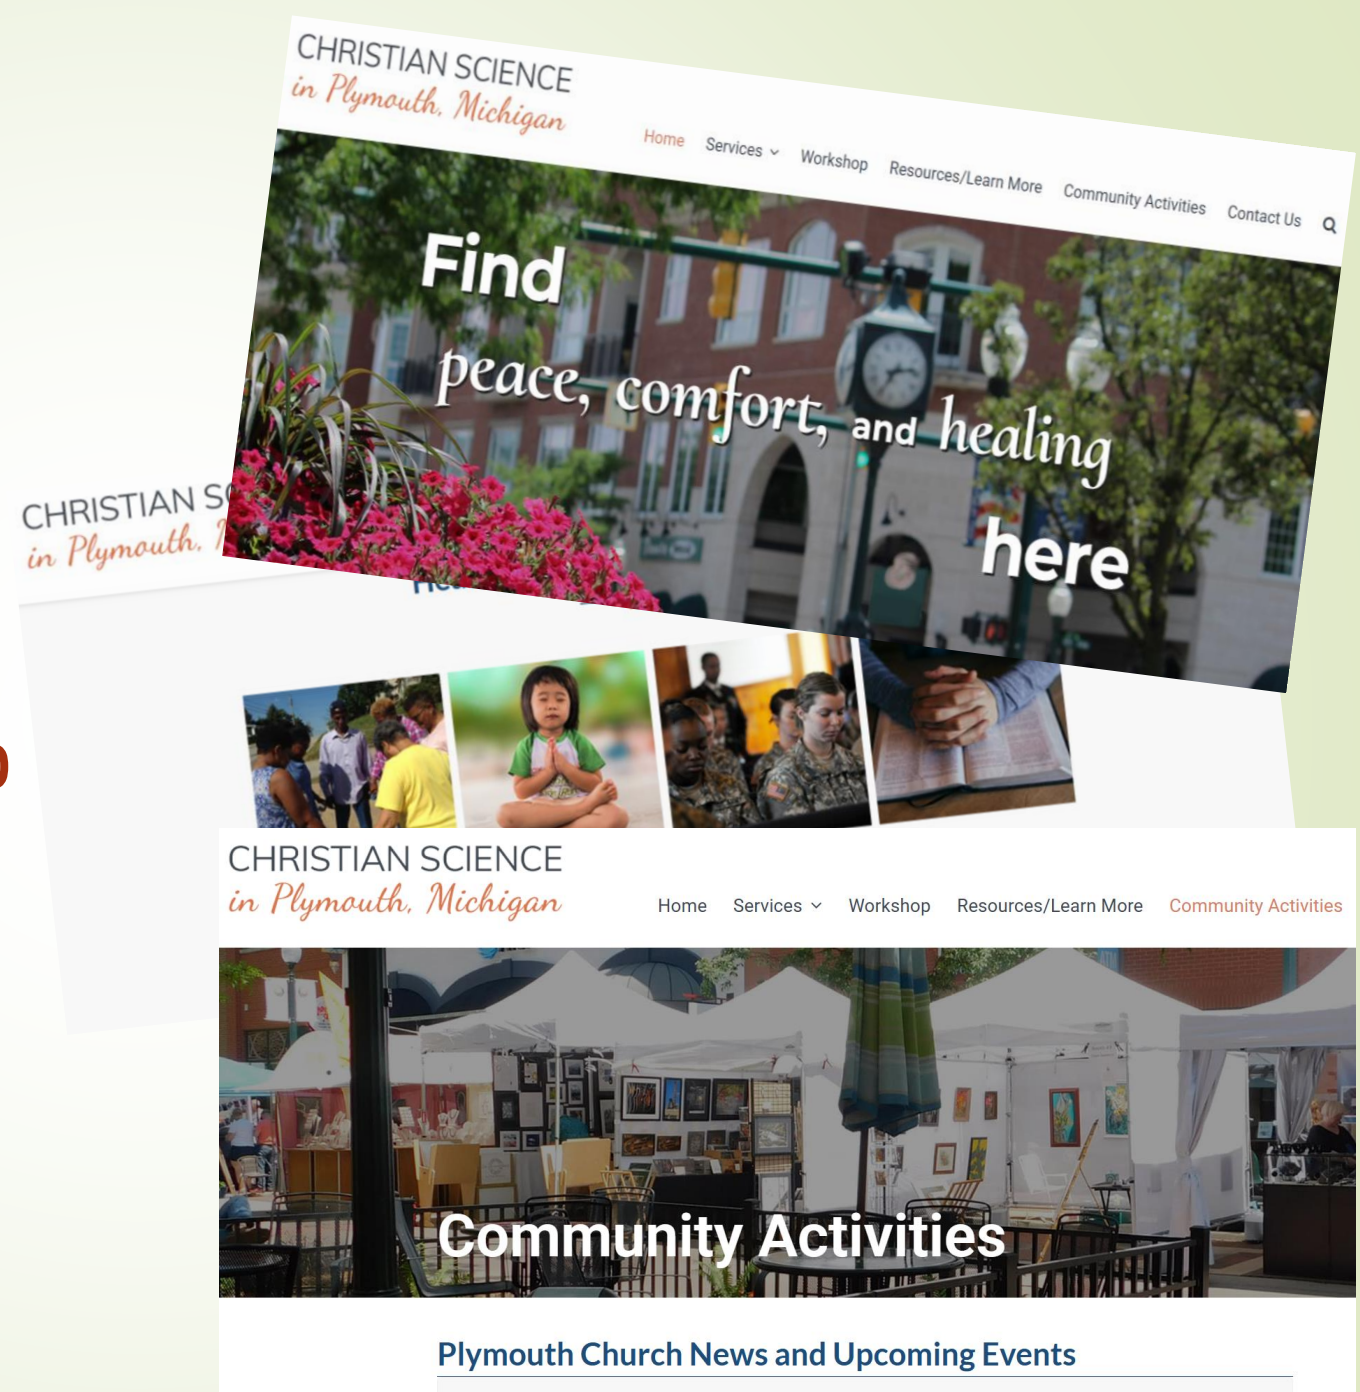 CHRISTIAN SCIENCE
in Plymouth, Michigan
Home Services Workshop Resources/Learn More Community Activities Contact Us
Find
peace, comfort, and healing
here
CHRISTIAN
in Plymouth,
CHRISTIAN SCIENCE
in Plymouth, Michigan
Home Services Workshop Resources/Learn More Community Activities
Community Activities
Plymouth Church News and Upcoming Events